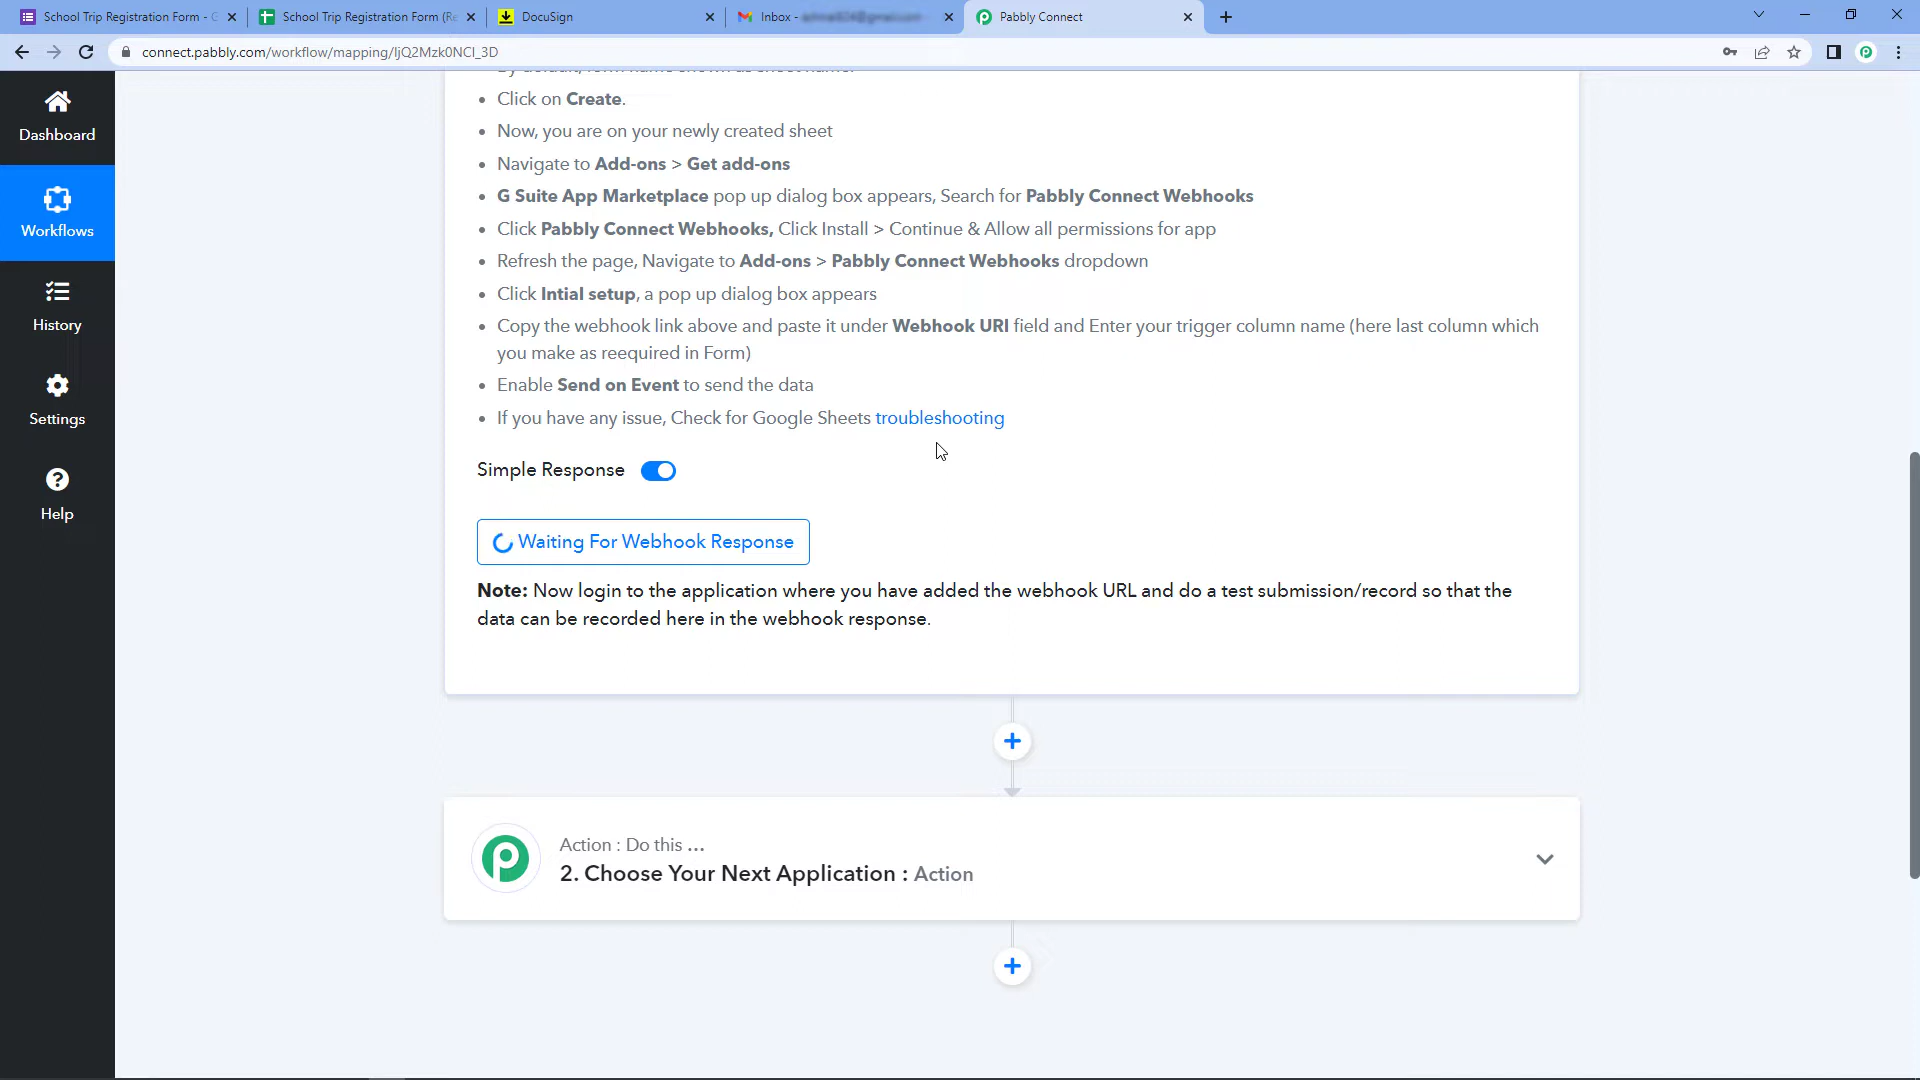 School Trip Registration Form - G
School Trip Registration Form (Re
DocuSign
Inbox -
Pabbly Connect
connect.pabbly.com/workflow/mapping/IjQ2Mzk0NCI_3D
Dashboard
Workflows
History
Settings
Help
• Click on Create.
• Now, you are on your newly created sheet
• Navigate to Add-ons > Get add-ons
• G Suite App Marketplace pop up dialog box appears, Search for Pabbly Connect Webhooks
• Click Pabbly Connect Webhooks, Click Install > Continue & Allow all permissions for app
• Refresh the page, Navigate to Add-ons > Pabbly Connect Webhooks dropdown
• Click Intial setup, a pop up dialog box appears
• Copy the webhook link above and paste it under Webhook URl field and Enter your trigger column name (here last column which
you make as reequired in Form)
• Enable Send on Event to send the data
• If you have any issue, Check for Google Sheets troubleshooting
Simple Response
Waiting For Webhook Response
Note: Now login to the application where you have added the webhook URL and do a test submission/record so that the
data can be recorded here in the webhook response.
Action : Do this ...
2. Choose Your Next Application : Action